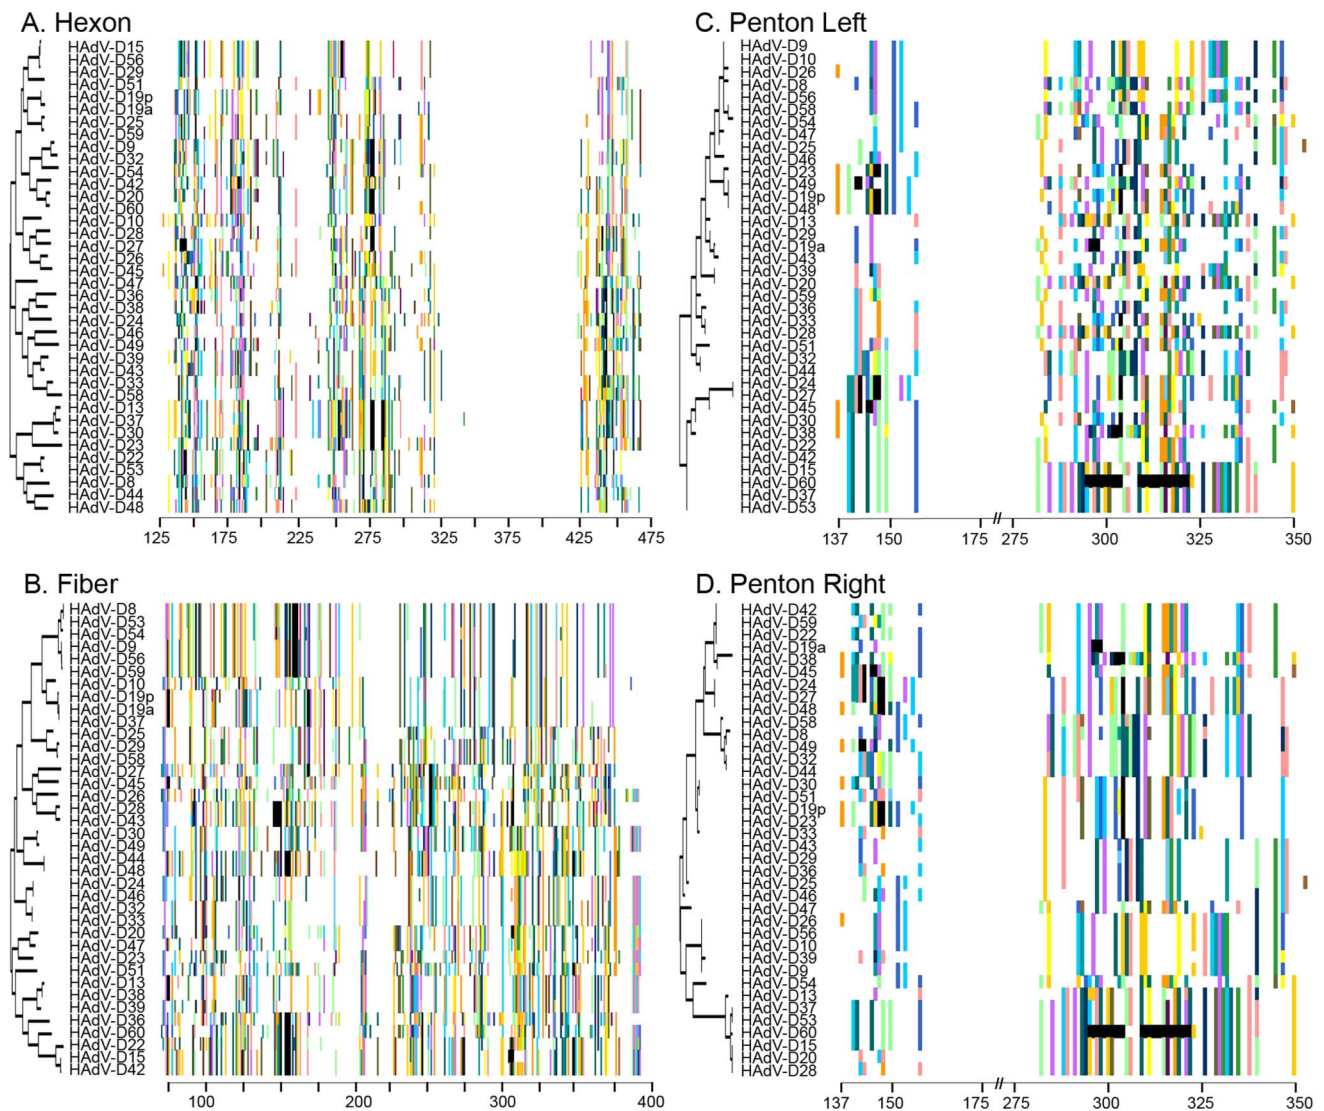 A. Hexon
HAdV-D15
HAdV-D56
HAdV-D29
HAdV-D51
HAdV-D19p
HAdV-D19a
HAdV-D25
HAdV-D59
HAdV-D9
HAdV-D32
HAdV-D54
HAdV-D42
HAdV-D20
HAdV-D60
HAdV-D10
HAdV-D28
HAdV-D27
HAdV-D26
HAdV-D45
HAdV-D47
HAdV-D36
HAdV-D38
HAdV-D24
HAdV-D46
HAdV-D49
HAdV-D39
HAdV-D43
HAdV-D33
HAdV-D58
HAdV-D13
HAdV-D37
HAdV-D30
HAdV-D23
HAdV-D22
HAdV-D53
HAdV-D8
HAdV-D44
HAdV-D48
125 175 225 275 325 375 425 475
B. Fiber
HAdV-D8
HAdV-D53
HAdV-D54
HAdV-D9
HAdV-D56
HAdV-D59
HAdV-D10
HAdV-D19p
HAdV-D19a
HAdV-D37
HAdV-D25
HAdV-D29
HAdV-D58
HAdV-D27
HAdV-D45
HAdV-D26
HAdV-D28
HAdV-D43
HAdV-D30
HAdV-D49
HAdV-D44
HAdV-D48
HAdV-D24
HAdV-D46
HAdV-D32
HAdV-D33
HAdV-D20
HAdV-D47
HAdV-D23
HAdV-D51
HAdV-D13
HAdV-D38
HAdV-D39
HAdV-D36
HAdV-D60
HAdV-D22
HAdV-D15
HAdV-D42
100 200 300 400
C. Penton Left
HAdV-D9
HAdV-D10
HAdV-D26
HAdV-D8
HAdV-D56
HAdV-D58
HAdV-D54
HAdV-D47
HAdV-D25
HAdV-D46
HAdV-D23
HAdV-D49
HAdV-D19p
HAdV-D48
HAdV-D13
HAdV-D29
HAdV-D19a
HAdV-D43
HAdV-D39
HAdV-D20
HAdV-D59
HAdV-D36
HAdV-D33
HAdV-D28
HAdV-D51
HAdV-D32
HAdV-D44
HAdV-D24
HAdV-D27
HAdV-D45
HAdV-D30
HAdV-D38
HAdV-D22
HAdV-D42
HAdV-D15
HAdV-D60
HAdV-D37
HAdV-D53
137 150 175 // 275 300 325 350
D. Penton Right
HAdV-D42
HAdV-D59
HAdV-D22
HAdV-D19a
HAdV-D38
HAdV-D45
HAdV-D24
HAdV-D27
HAdV-D48
HAdV-D58
HAdV-D8
HAdV-D49
HAdV-D32
HAdV-D44
HAdV-D30
HAdV-D51
HAdV-D19p
HAdV-D23
HAdV-D33
HAdV-D43
HAdV-D29
HAdV-D36
HAdV-D25
HAdV-D46
HAdV-D47
HAdV-D26
HAdV-D56
HAdV-D10
HAdV-D39
HAdV-D9
HAdV-D54
HAdV-D13
HAdV-D37
HAdV-D53
HAdV-D60
HAdV-D15
HAdV-D20
HAdV-D28
137 150 175 // 275 300 325 350